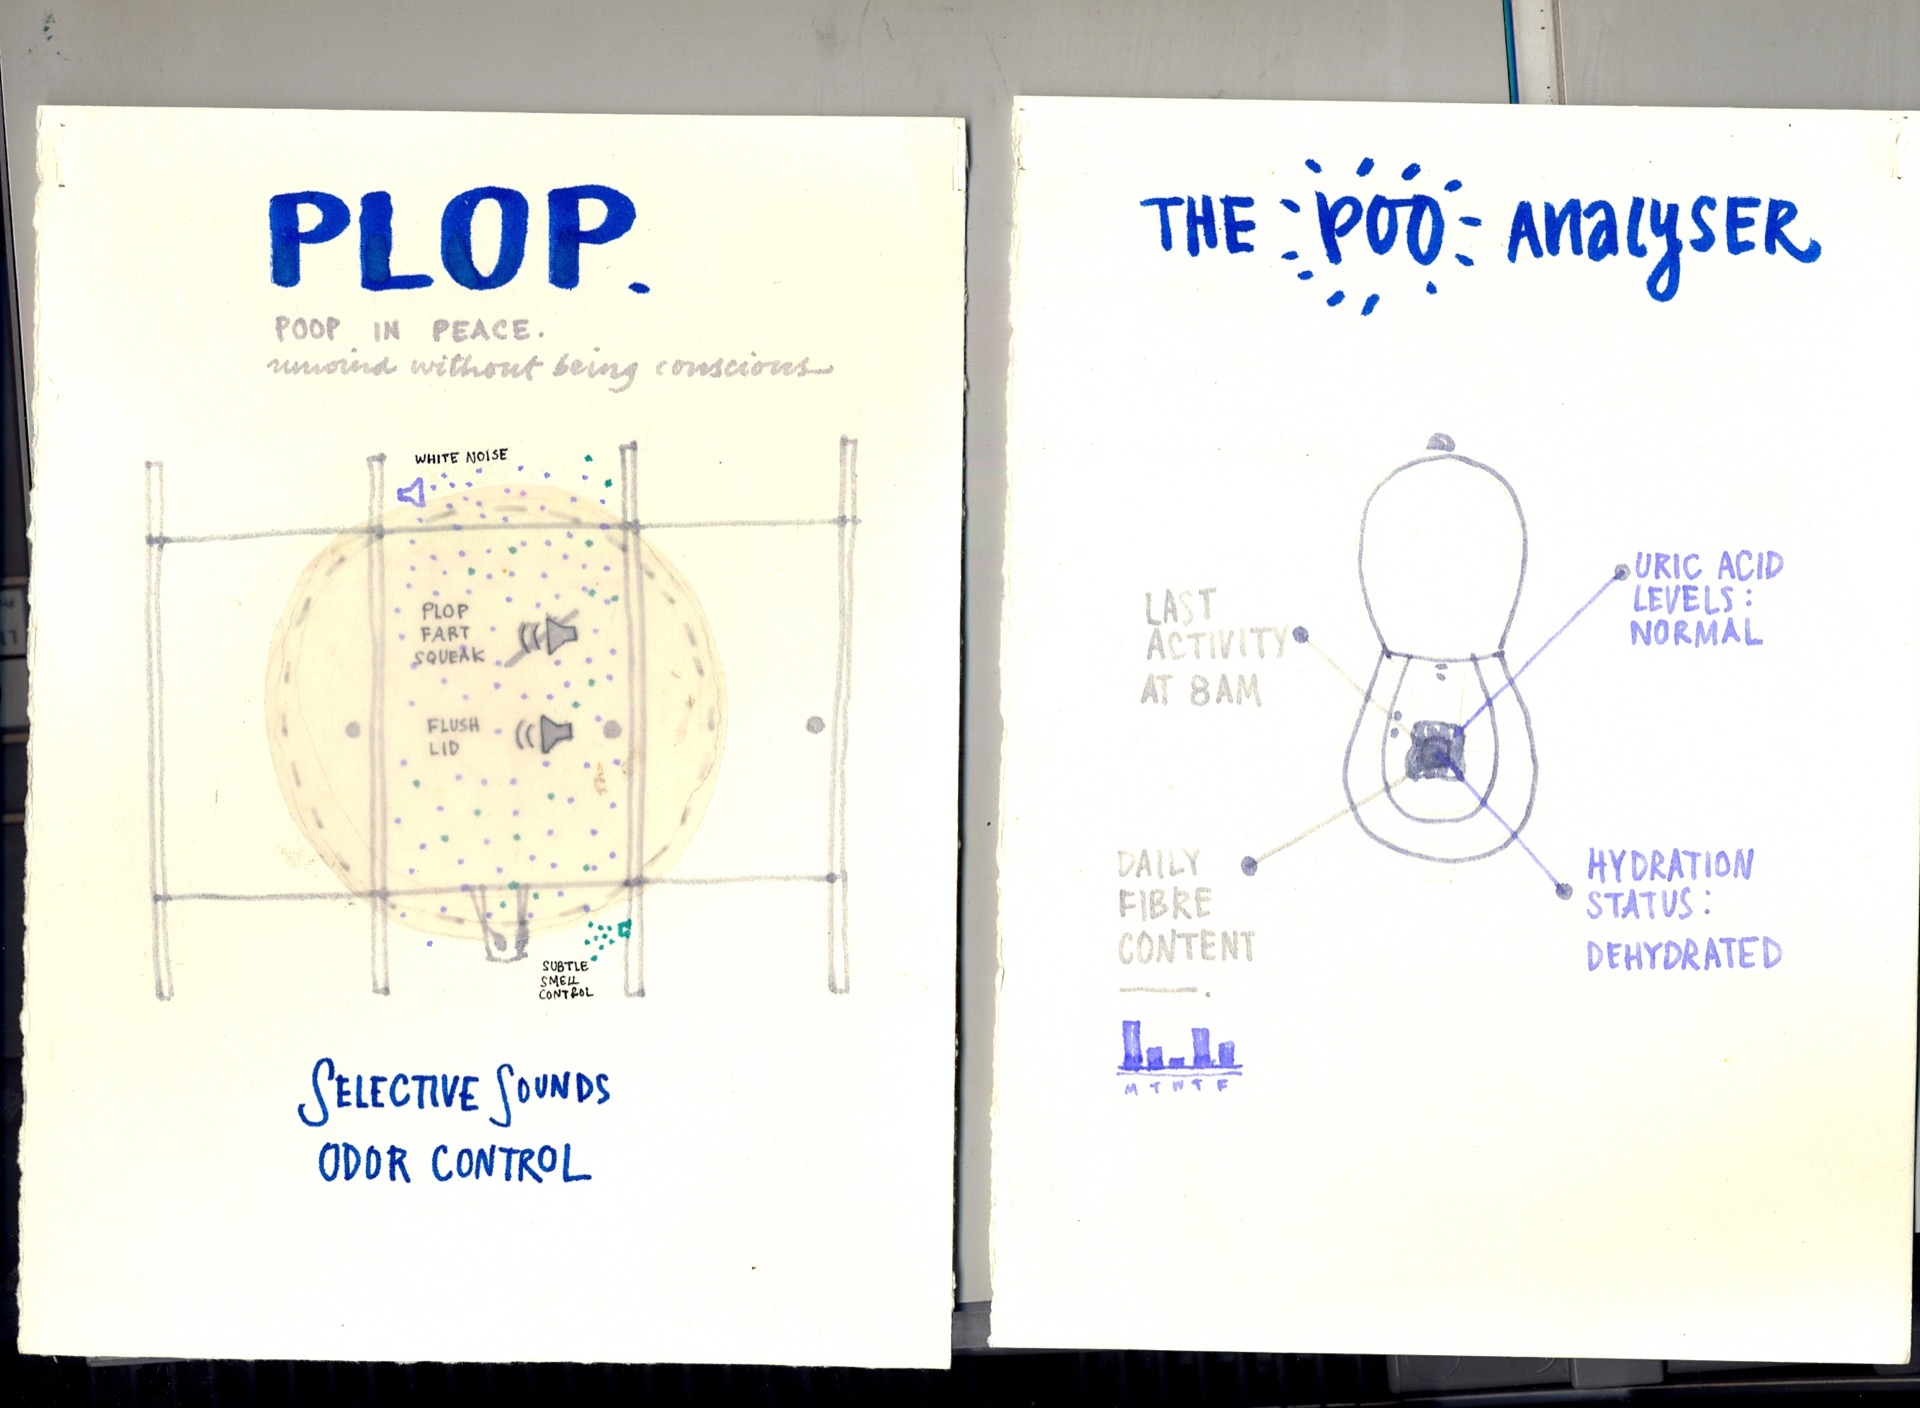 PLOP.
POOP IN PEACE.
unwind without being conscious
WHITE NOISE
PLOP
FART
SQUEAK
FLUSH
LID
SUBTLE
SMELL
CONTROL
SELECTIVE SOUNDS
ODOR CONTROL
THE POO ANALYSER
LAST
ACTIVITY
AT 8AM
URIC ACID
LEVELS:
NORMAL
DAILY
FIBRE
CONTENT
M T W T F
HYDRATION
STATUS:
DEHYDRATED